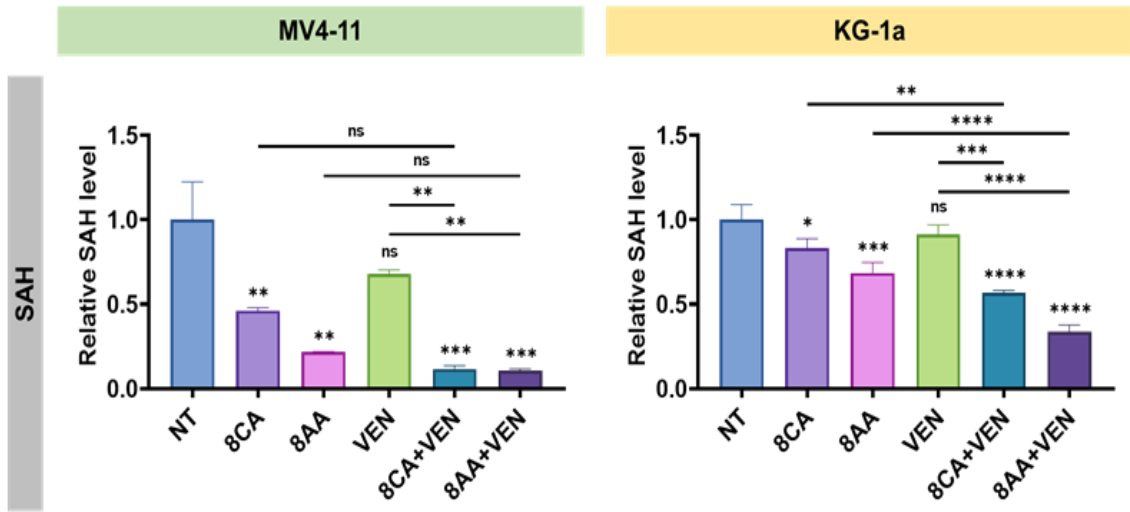 MV4-11
KG-1a
SAH
Relative SAH level
1.5
1.0
0.5
0.0
ns
ns
**
**
**
**
ns
***
***
NT
8CA
8AA
VEN
8CA+VEN
8AA+VEN
Relative SAH level
1.5
1.0
0.5
0.0
**
****
***
****
*
***
ns
****
****
NT
8CA
8AA
VEN
8CA+VEN
8AA+VEN